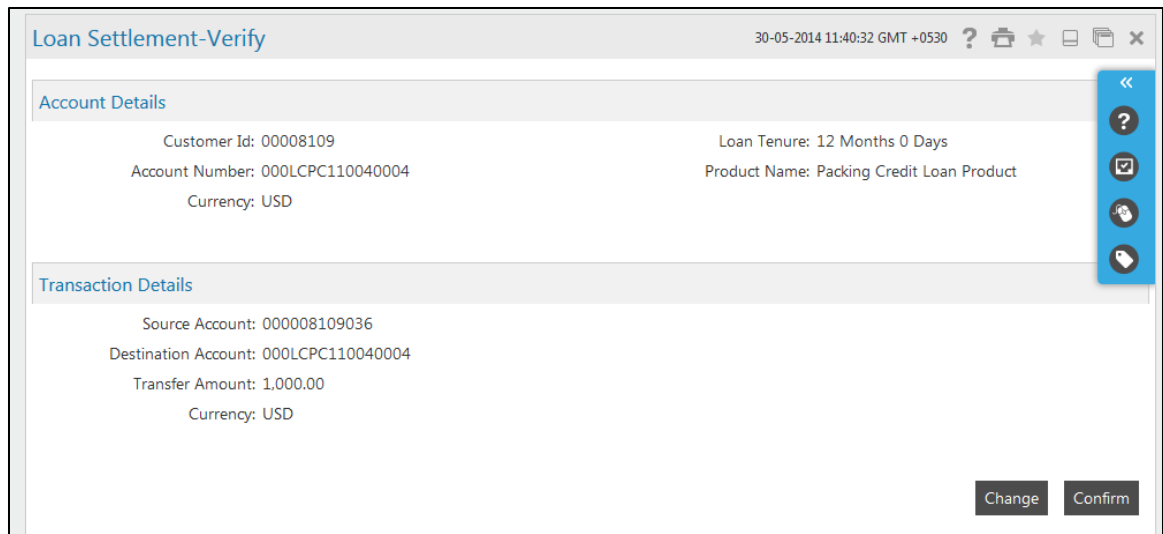 Loan Settlement-Verify 30-05-2014 11:40:32 GMT +0530
Account Details
Customer Id: 00008109 Loan Tenure: 12 Months 0 Days
Account Number: 000LCPC110040004 Product Name: Packing Credit Loan Product
Currency: USD
Transaction Details
Source Account: 000008109036
Destination Account: 000LCPC110040004
Transfer Amount: 1,000.00
Currency: USD
Change Confirm